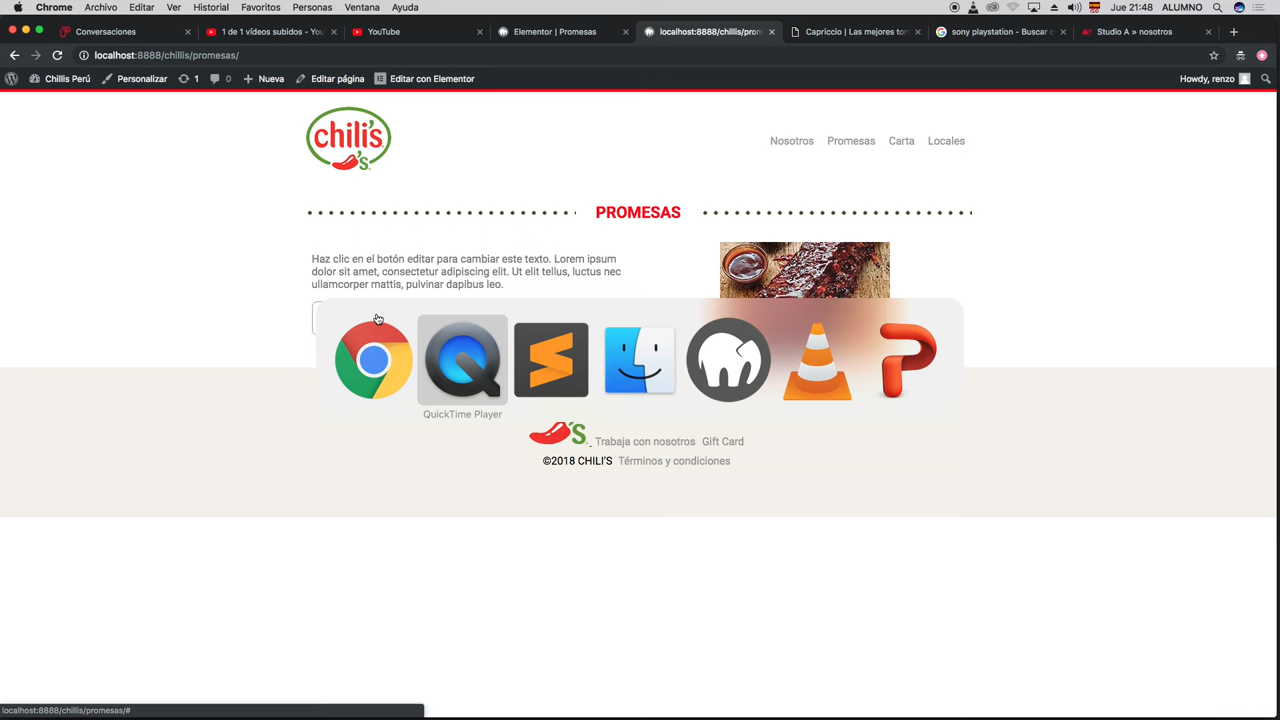 Chrome Archivo Editar Ver Historial Favoritos Personas Ventana Ayuda Jue 21:48 ALUMNO
Conversaciones 1 de 1 vídeos subidos - You YouTube Elementor | Promesas localhost:8888/chillis/prom Capriccio | Las mejores tor sony playstation - Buscar c Studio A » nosotros
localhost:8888/chillis/promesas/
Chillis Perú Personalizar 1 0 Nueva Editar página Editar con Elementor Howdy, renzo
chili's
Nosotros Promesas Carta Locales
PROMESAS
Haz clic en el botón editar para cambiar este texto. Lorem ipsum
dolor sit amet, consectetur adipiscing elit. Ut elit tellus, luctus nec
ullamcorper mattis, pulvinar dapibus leo.
QuickTime Player
'S Trabaja con nosotros Gift Card
©2018 CHILI'S Términos y condiciones
localhost:8888/chillis/promesas/#